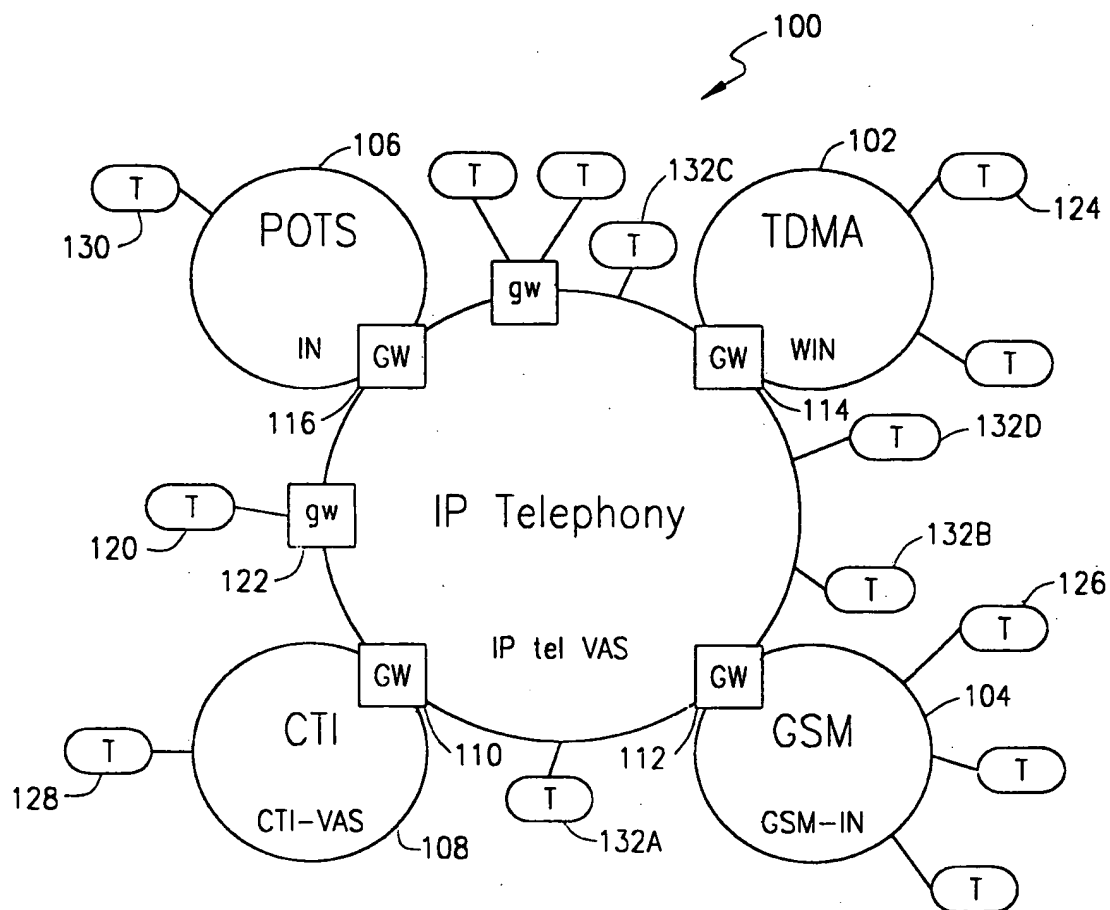 100
106
102
T
T
T
132C
T
124
130
POTS
T
TDMA
gw
IN
GW
GW
WIN
T
116
114
T
132D
IP Telephony
T
gw
120
122
132B
T
126
T
IP tel VAS
GW
GW
104
CTI
GSM
T
110
112
T
128
T
CTI-VAS
GSM-IN
108
132A
T